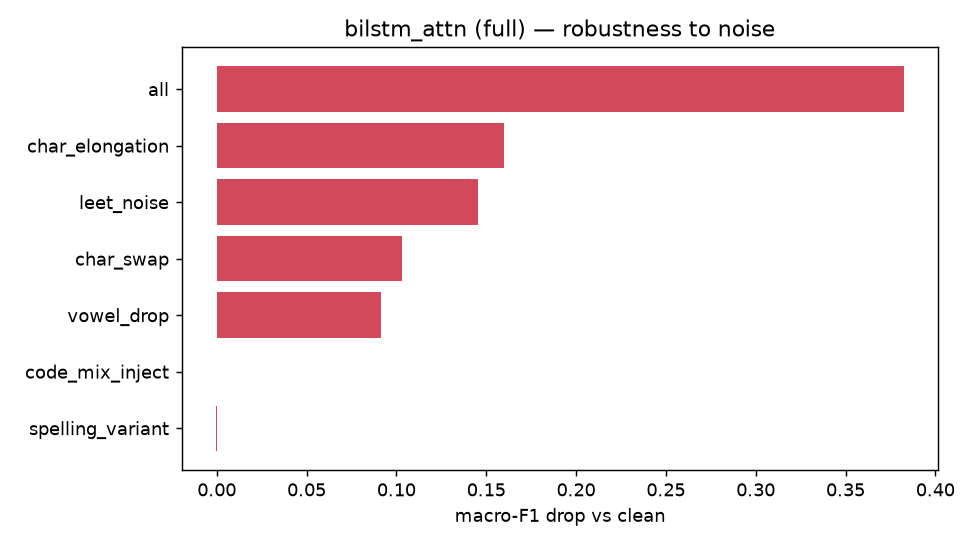 bilstm_attn (full) — robustness to noise
all
char_elongation
leet_noise
char_swap
vowel_drop
code_mix_inject
spelling_variant
0.00 0.05 0.10 0.15 0.20 0.25 0.30 0.35 0.40
macro-F1 drop vs clean